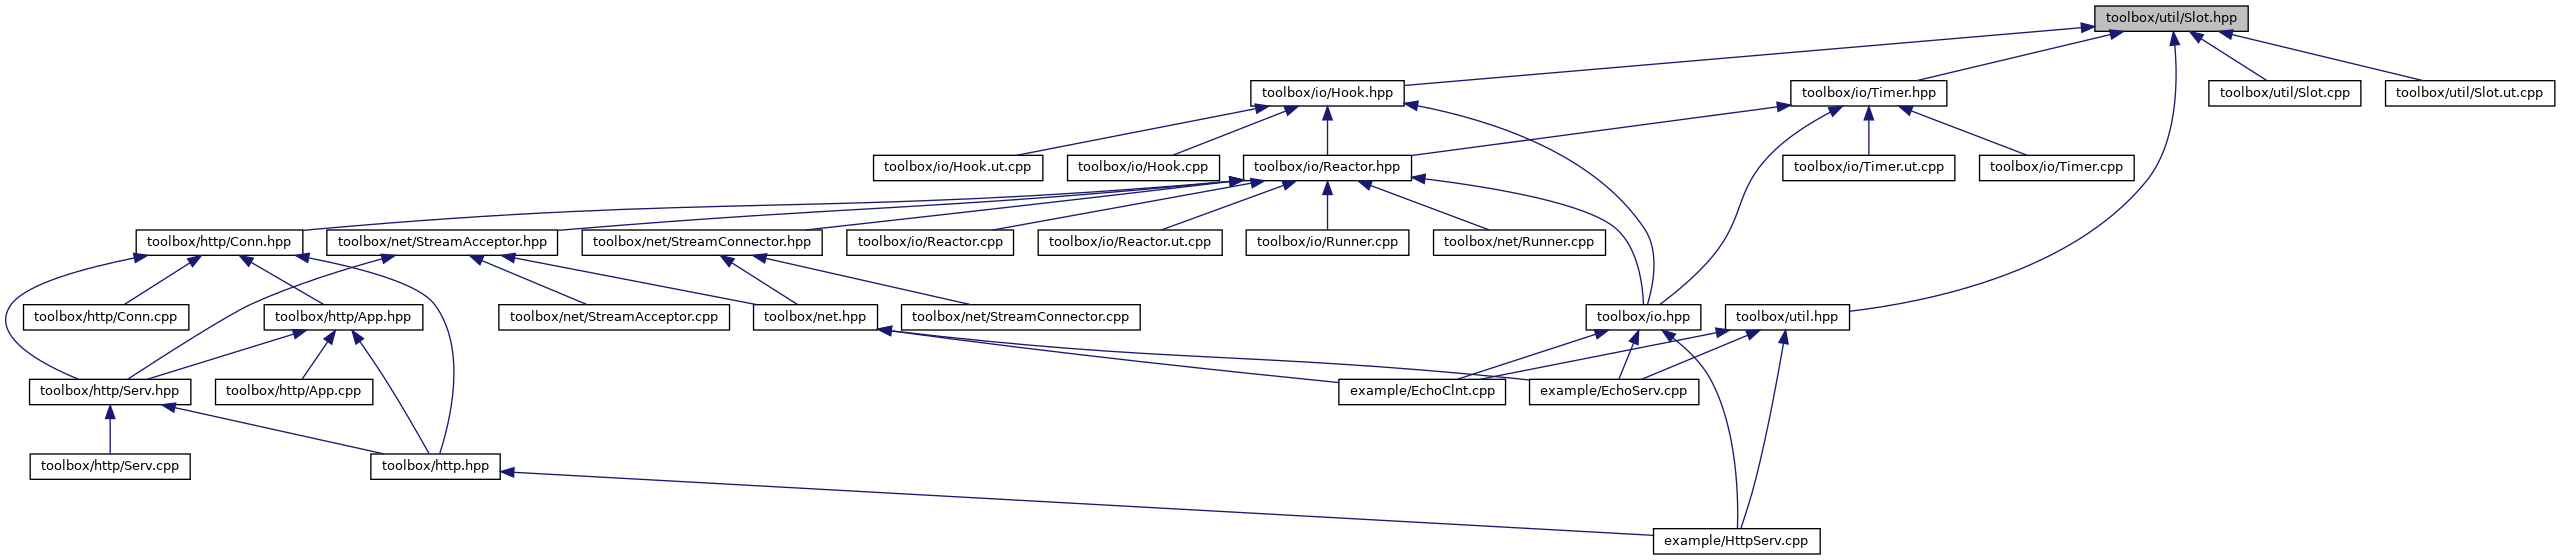 toolbox/util/Slot.hpp
toolbox/io/Hook.hpp
toolbox/io/Timer.hpp
toolbox/util/Slot.cpp
toolbox/util/Slot.ut.cpp
toolbox/io/Hook.ut.cpp
toolbox/io/Hook.cpp
toolbox/io/Reactor.hpp
toolbox/io/Timer.ut.cpp
toolbox/io/Timer.cpp
toolbox/http/Conn.hpp
toolbox/net/StreamAcceptor.hpp
toolbox/net/StreamConnector.hpp
toolbox/io/Reactor.cpp
toolbox/io/Reactor.ut.cpp
toolbox/io/Runner.cpp
toolbox/net/Runner.cpp
toolbox/http/Conn.cpp
toolbox/http/App.hpp
toolbox/net/StreamAcceptor.cpp
toolbox/net.hpp
toolbox/net/StreamConnector.cpp
toolbox/io.hpp
toolbox/util.hpp
toolbox/http/Serv.hpp
toolbox/http/App.cpp
example/EchoClnt.cpp
example/EchoServ.cpp
toolbox/http/Serv.cpp
toolbox/http.hpp
example/HttpServ.cpp